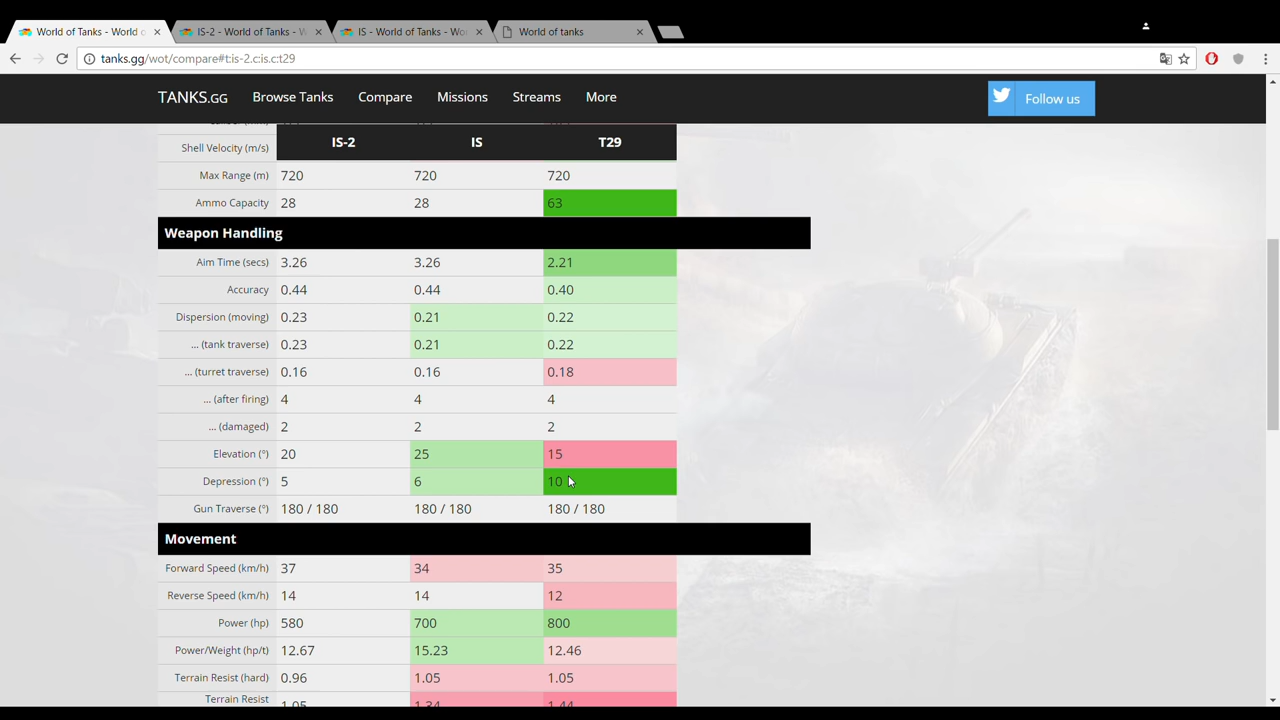 World of Tanks - World o
IS-2 - World of Tanks - W
IS - World of Tanks - Wo
World of tanks
tanks.gg/wot/compare#t:is-2.c:is.c:t29
TANKS.GG Browse Tanks Compare Missions Streams More
Follow us
IS-2 IS T29
Shell Velocity (m/s)
Max Range (m) 720 720 720
Ammo Capacity 28 28 63
Weapon Handling
Aim Time (secs) 3.26 3.26 2.21
Accuracy 0.44 0.44 0.40
Dispersion (moving) 0.23 0.21 0.22
... (tank traverse) 0.23 0.21 0.22
... (turret traverse) 0.16 0.16 0.18
... (after firing) 4 4 4
... (damaged) 2 2 2
Elevation (°) 20 25 15
Depression (°) 5 6 10
Gun Traverse (°) 180 / 180 180 / 180 180 / 180
Movement
Forward Speed (km/h) 37 34 35
Reverse Speed (km/h) 14 14 12
Power (hp) 580 700 800
Power/Weight (hp/t) 12.67 15.23 12.46
Terrain Resist (hard) 0.96 1.05 1.05
Terrain Resist 1.05 1.34 1.44